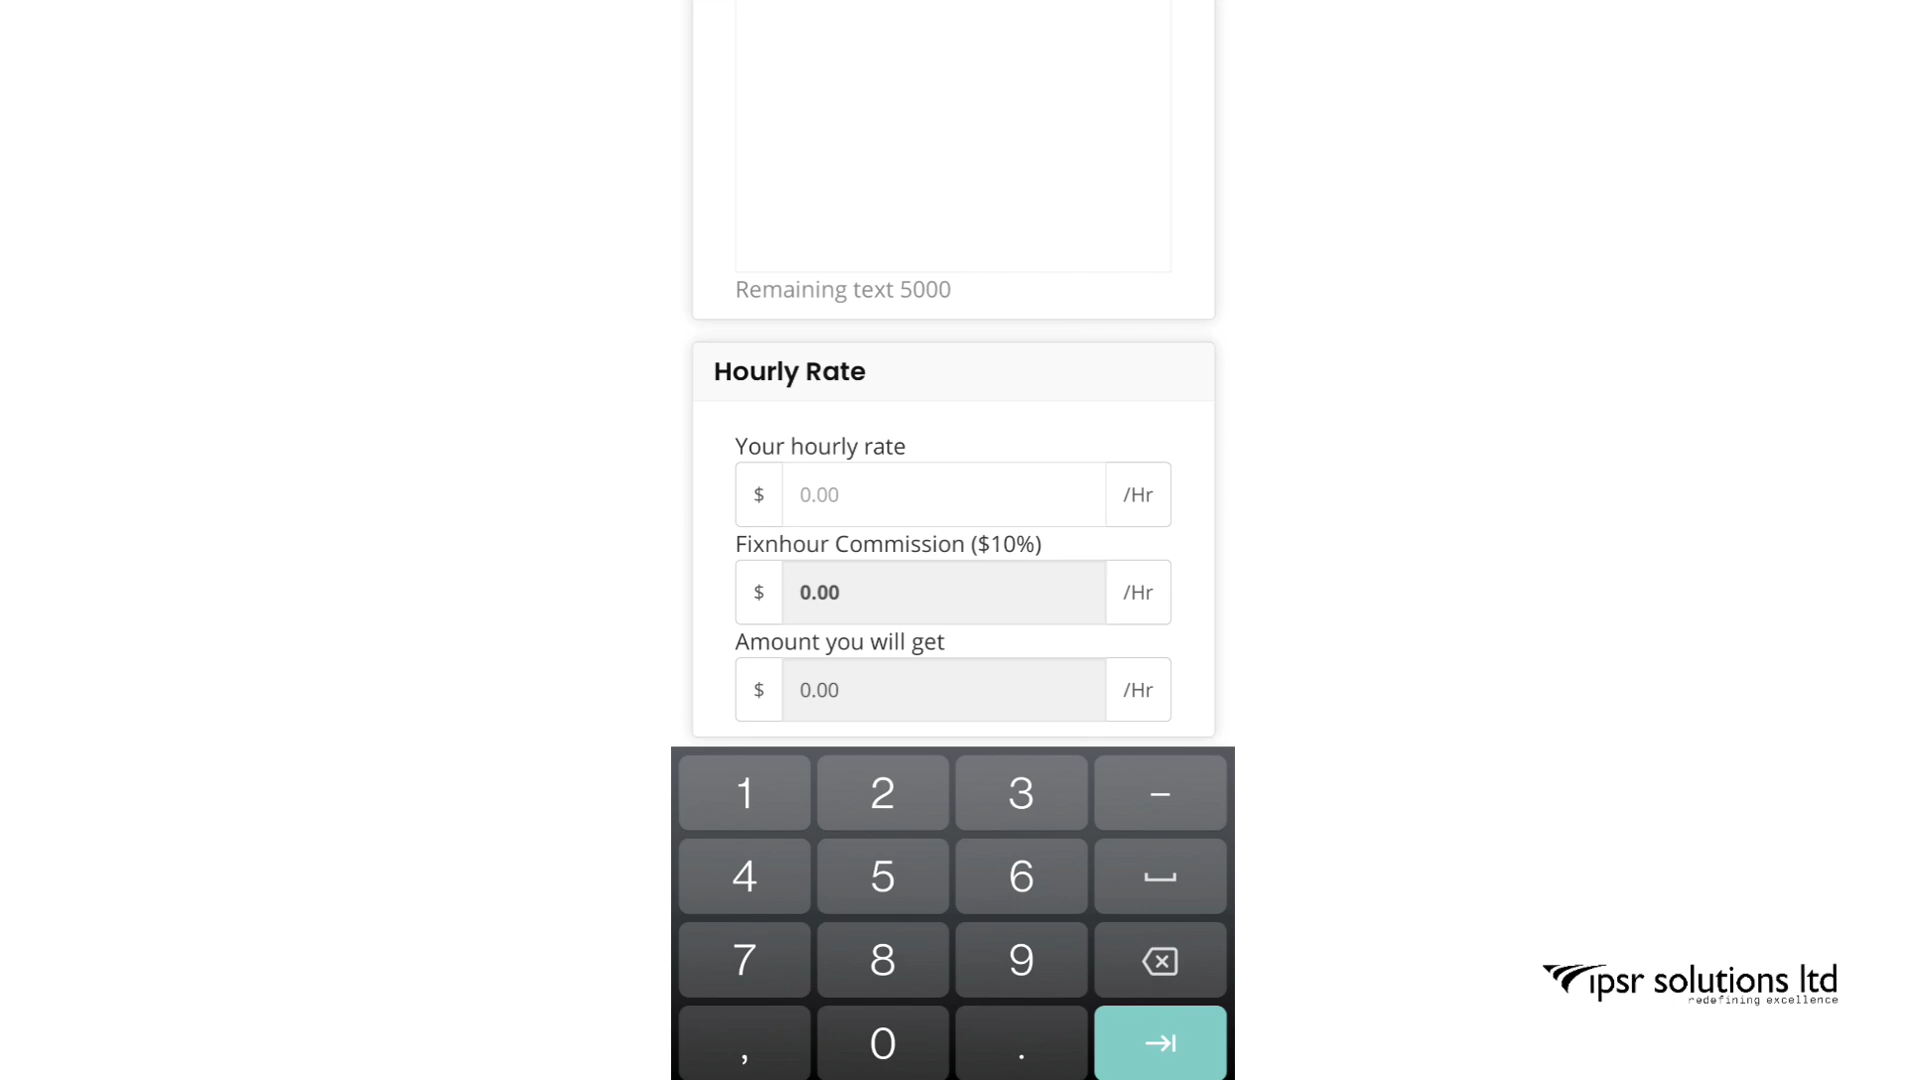 Remaining text 5000
Hourly Rate
Your hourly rate
$ 0.00 /Hr
Fixnhour Commission ($10%)
$ 0.00 /Hr
Amount you will get
$ 0.00 /Hr
1 2 3 –
4 5 6
7 8 9
, 0 .
ipsr solutions ltd
redefining excellence